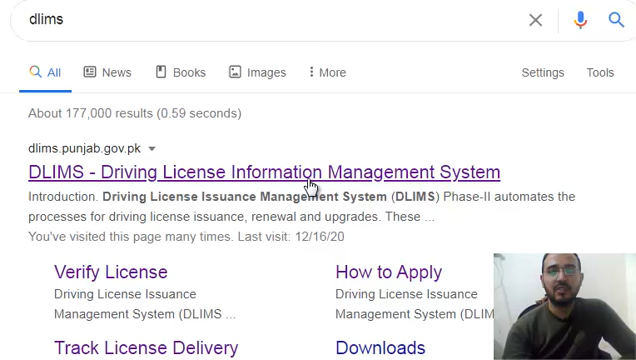 dlims
All News Books Images More Settings Tools
About 177,000 results (0.59 seconds)
dlims.punjab.gov.pk
DLIMS - Driving License Information Management System
Introduction. Driving License Issuance Management System (DLIMS) Phase-II automates the
processes for driving license issuance, renewal and upgrades. These ...
You've visited this page many times. Last visit: 12/16/20
Verify License
Driving License Issuance
Management System (DLIMS ...
How to Apply
Driving License Issuance
Management System (DLIM
Track License Delivery
Downloads